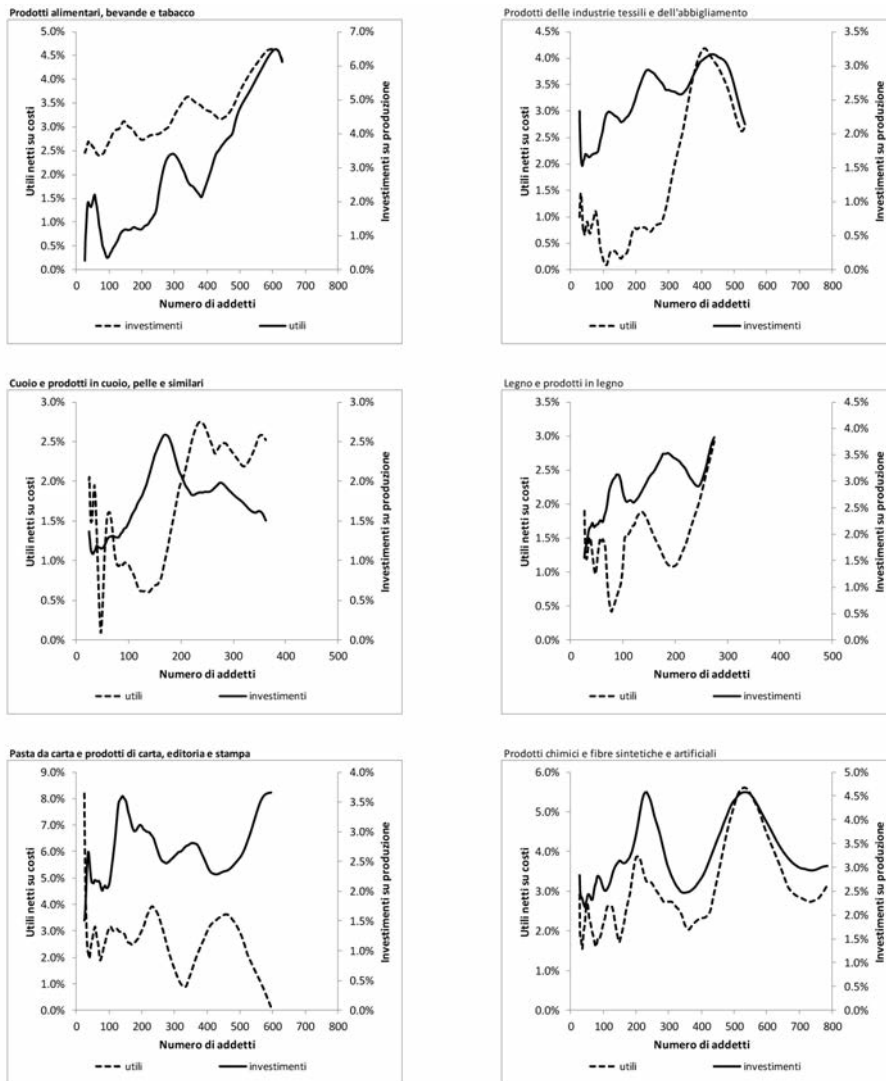 Prodotti alimentari, bevande e tabacco
Utili netti su costi
5.0%
4.5%
4.0%
3.5%
3.0%
2.5%
2.0%
1.5%
1.0%
0.5%
0.0%
7.0%
6.0%
5.0%
4.0%
3.0%
2.0%
1.0%
0.0%
Investimenti su produzione
0 100 200 300 400 500 600 700 800
Numero di addetti
investimenti utili
Prodotti delle industrie tessili e dell'abbigliamento
Utili netti su costi
4.5%
4.0%
3.5%
3.0%
2.5%
2.0%
1.5%
1.0%
0.5%
0.0%
3.5%
3.0%
2.5%
2.0%
1.5%
1.0%
0.5%
0.0%
Investimenti su produzione
0 100 200 300 400 500 600 700 800
Numero di addetti
utili investimenti
Cuoio e prodotti in cuoio, pelle e similari
Utili netti su costi
3.0%
2.5%
2.0%
1.5%
1.0%
0.5%
0.0%
3.0%
2.5%
2.0%
1.5%
1.0%
0.5%
0.0%
Investimenti su produzione
0 100 200 300 400 500
Numero di addetti
utili investimenti
Legno e prodotti in legno
Utili netti su costi
3.5%
3.0%
2.5%
2.0%
1.5%
1.0%
0.5%
0.0%
4.5%
4.0%
3.5%
3.0%
2.5%
2.0%
1.5%
1.0%
0.5%
0.0%
Investimenti su produzione
0 100 200 300 400 500
Numero di addetti
utili investimenti
Pasta da carta e prodotti di carta, editoria e stampa
Utili netti su costi
9.0%
8.0%
7.0%
6.0%
5.0%
4.0%
3.0%
2.0%
1.0%
0.0%
4.0%
3.5%
3.0%
2.5%
2.0%
1.5%
1.0%
0.5%
0.0%
Investimenti su produzione
0 100 200 300 400 500 600 700 800
Numero di addetti
utili investimenti
Prodotti chimici e fibre sintetiche e artificiali
Utili netti su costi
6.0%
5.0%
4.0%
3.0%
2.0%
1.0%
0.0%
5.0%
4.5%
4.0%
3.5%
3.0%
2.5%
2.0%
1.5%
1.0%
0.5%
0.0%
Investimenti su produzione
0 100 200 300 400 500 600 700 800
Numero di addetti
utili investimenti